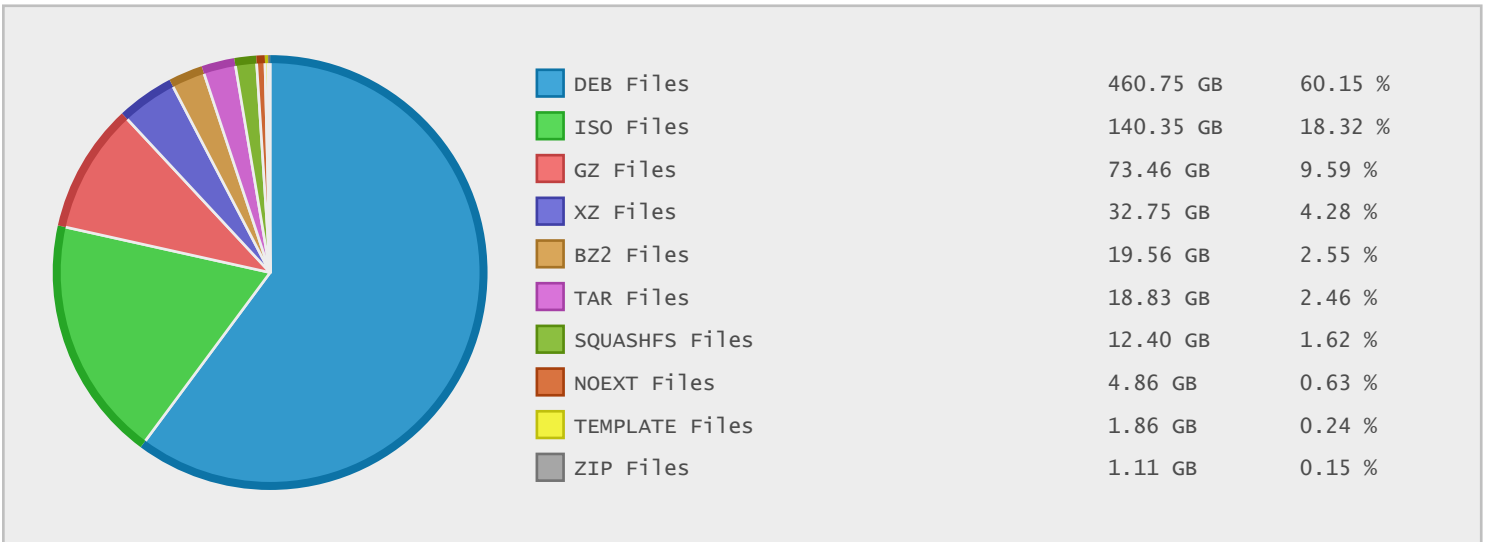 DEB Files 460.75 GB 60.15 %
ISO Files 140.35 GB 18.32 %
GZ Files 73.46 GB 9.59 %
XZ Files 32.75 GB 4.28 %
BZ2 Files 19.56 GB 2.55 %
TAR Files 18.83 GB 2.46 %
SQUASHFS Files 12.40 GB 1.62 %
NOEXT Files 4.86 GB 0.63 %
TEMPLATE Files 1.86 GB 0.24 %
ZIP Files 1.11 GB 0.15 %